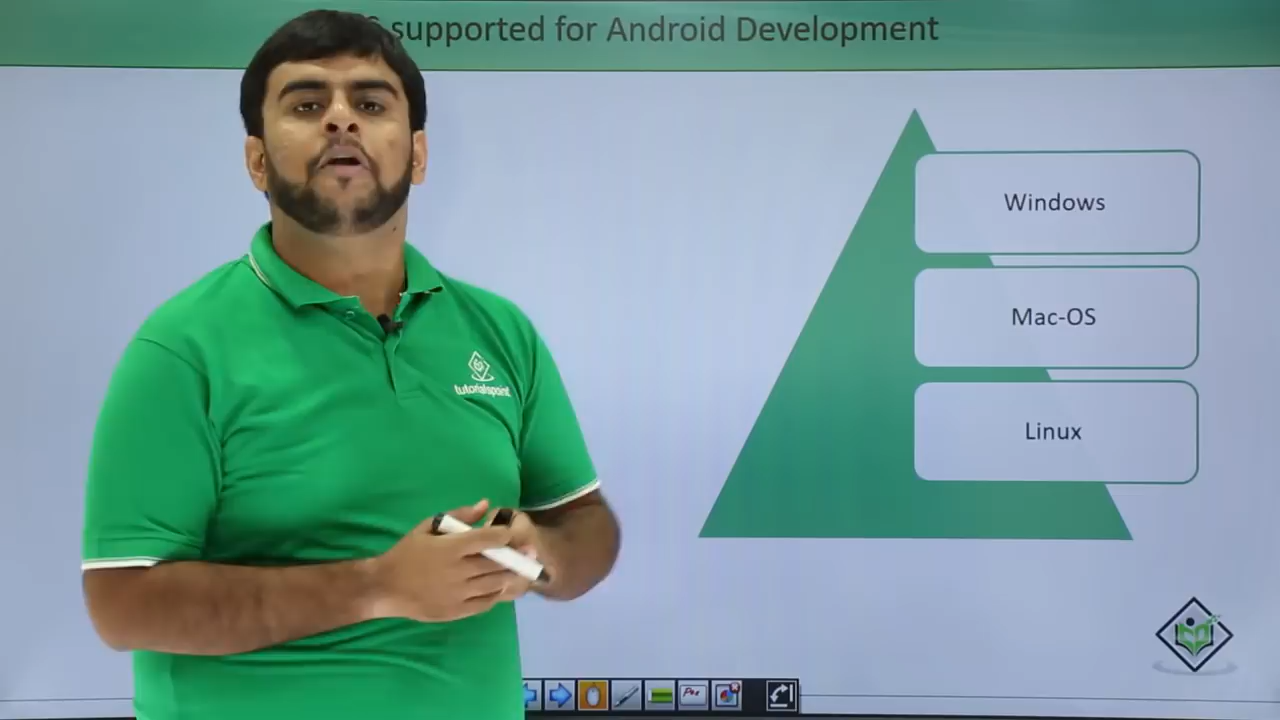 supported for Android Development
Windows
Mac-OS
Linux
tutorialspoint